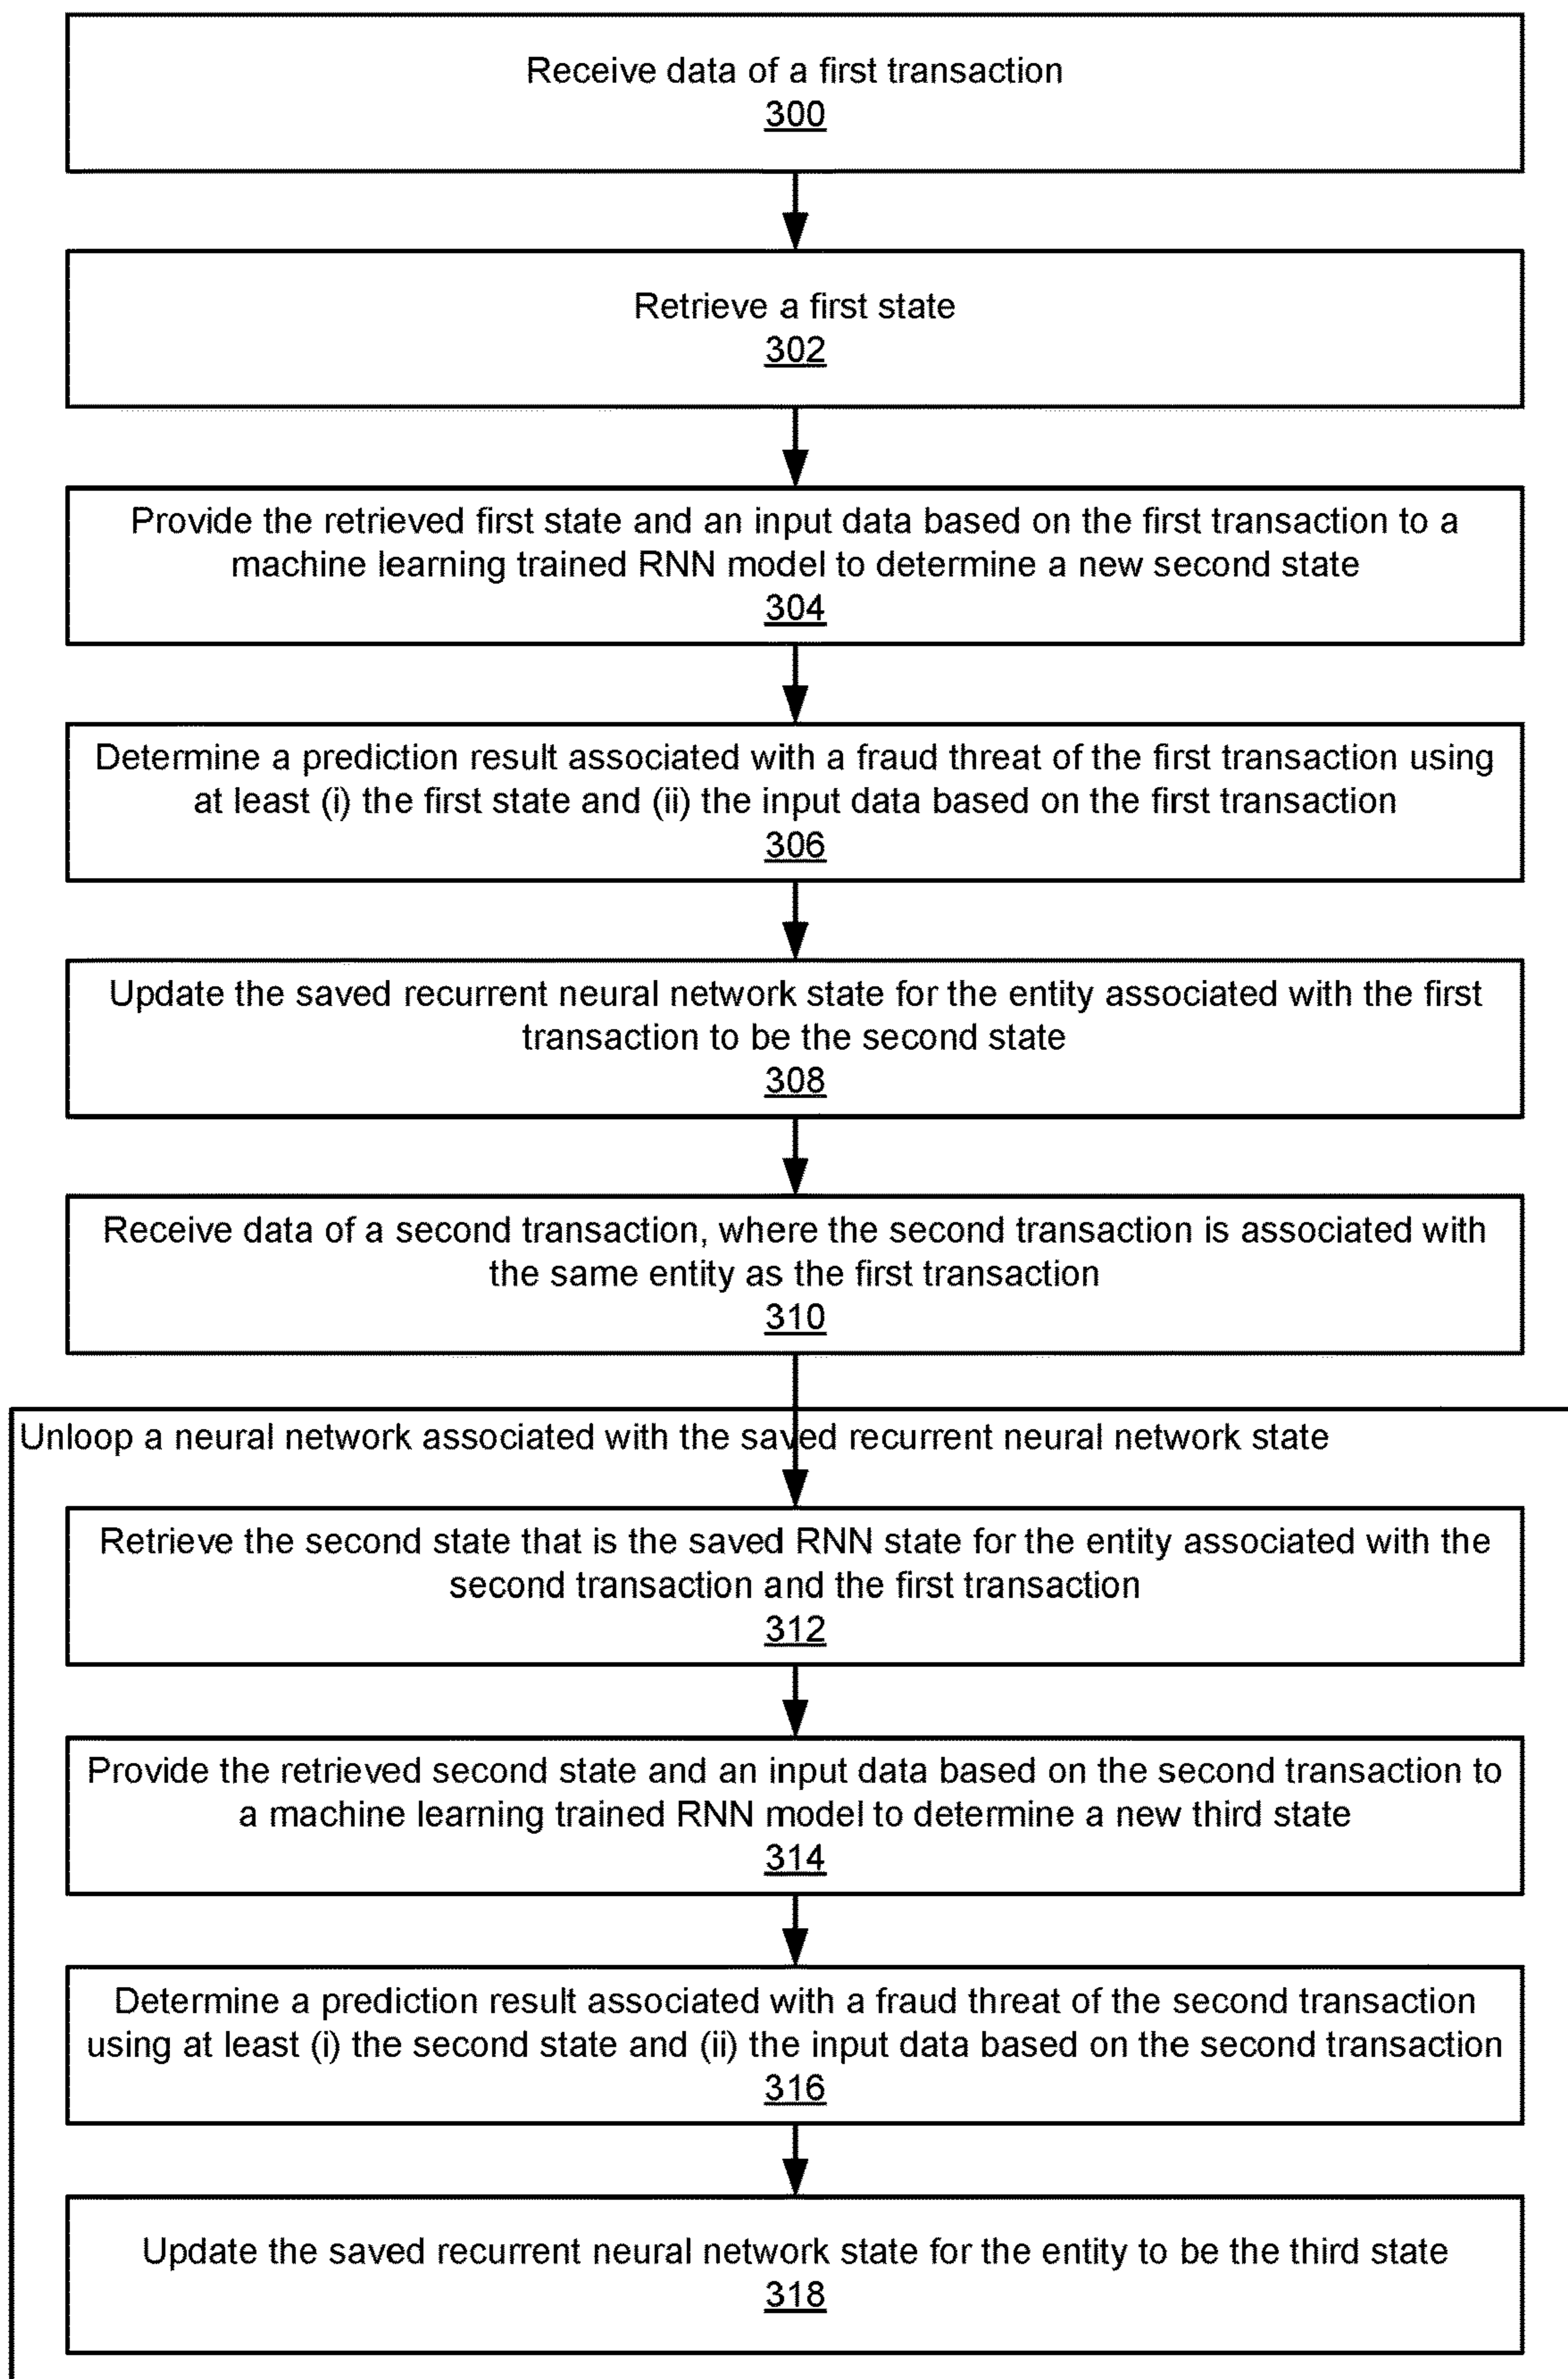 Receive data of a first transaction
300
Retrieve a first state
302
Provide the retrieved first state and an input data based on the first transaction to a
machine learning trained RNN model to determine a new second state
304
Determine a prediction result associated with a fraud threat of the first transaction using
at least (i) the first state and (ii) the input data based on the first transaction
306
Update the saved recurrent neural network state for the entity associated with the first
transaction to be the second state
308
Receive data of a second transaction, where the second transaction is associated with
the same entity as the first transaction
310
Unloop a neural network associated with the saved recurrent neural network state
Retrieve the second state that is the saved RNN state for the entity associated with the
second transaction and the first transaction
312
Provide the retrieved second state and an input data based on the second transaction to
a machine learning trained RNN model to determine a new third state
314
Determine a prediction result associated with a fraud threat of the second transaction
using at least (i) the second state and (ii) the input data based on the second transaction
316
Update the saved recurrent neural network state for the entity to be the third state
318